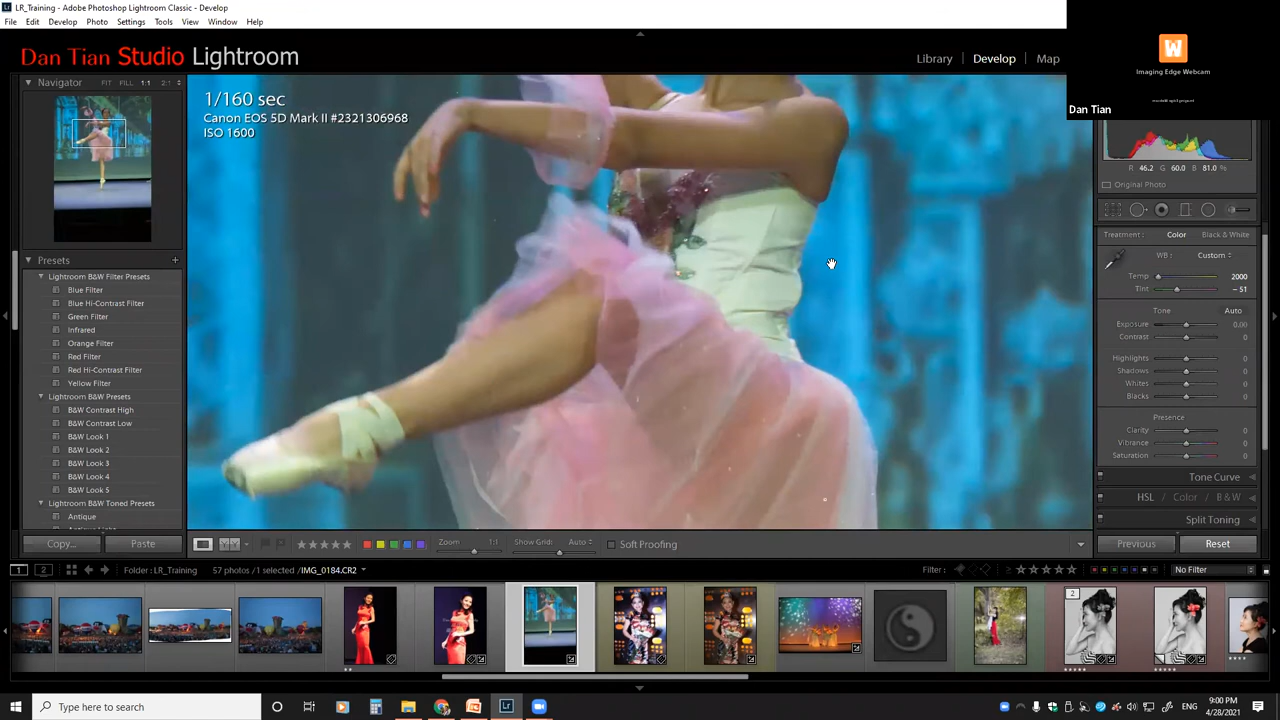 LR_Training - Adobe Photoshop Lightroom Classic - Develop
File Edit Develop Photo Settings Tools View Window Help
Dan Tian Studio Lightroom
Library Develop Map
Imaging Edge Webcam
Dan Tian
Navigator FIT FILL 1:1 2:1
1/160 sec
Canon EOS 5D Mark II #2321306968
ISO 1600
R 46.2 G 60.0 B 81.0 %
Original Photo
Treatment: Color Black & White
WB: Custom
Temp 2000
Tint - 51
Tone Auto
Exposure 0.00
Contrast 0
Highlights 0
Shadows 0
Whites 0
Blacks 0
Presence
Clarity 0
Vibrance 0
Saturation 0
Tone Curve
HSL / Color / B & W
Split Toning
Previous Reset
Presets +
Lightroom B&W Filter Presets
Blue Filter
Blue Hi-Contrast Filter
Green Filter
Infrared
Orange Filter
Red Filter
Red Hi-Contrast Filter
Yellow Filter
Lightroom B&W Presets
B&W Contrast High
B&W Contrast Low
B&W Look 1
B&W Look 2
B&W Look 3
B&W Look 4
B&W Look 5
Lightroom B&W Toned Presets
Antique
Copy... Paste
Zoom 1:1 Show Grid: Auto Soft Proofing
1 2 Folder: LR_Training 57 photos /1 selected /IMG_0184.CR2
Filter: No Filter
2
Type here to search
ENG
9:00 PM
4/28/2021